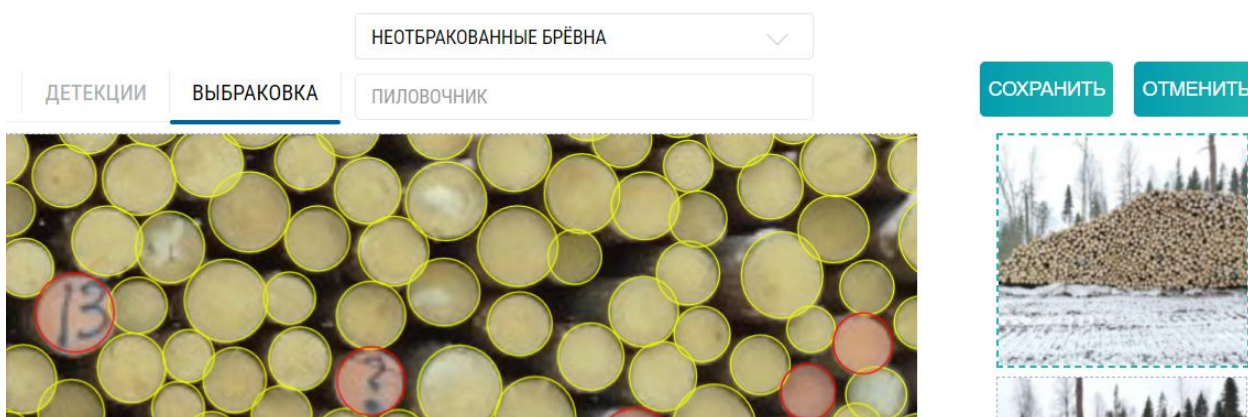 НЕОТБРАКОВАННЫЕ БРЁВНА
ДЕТЕКЦИИ
ВЫБРАКОВКА
ПИЛОВОЧНИК
СОХРАНИТЬ
ОТМЕНИТЬ
13
?